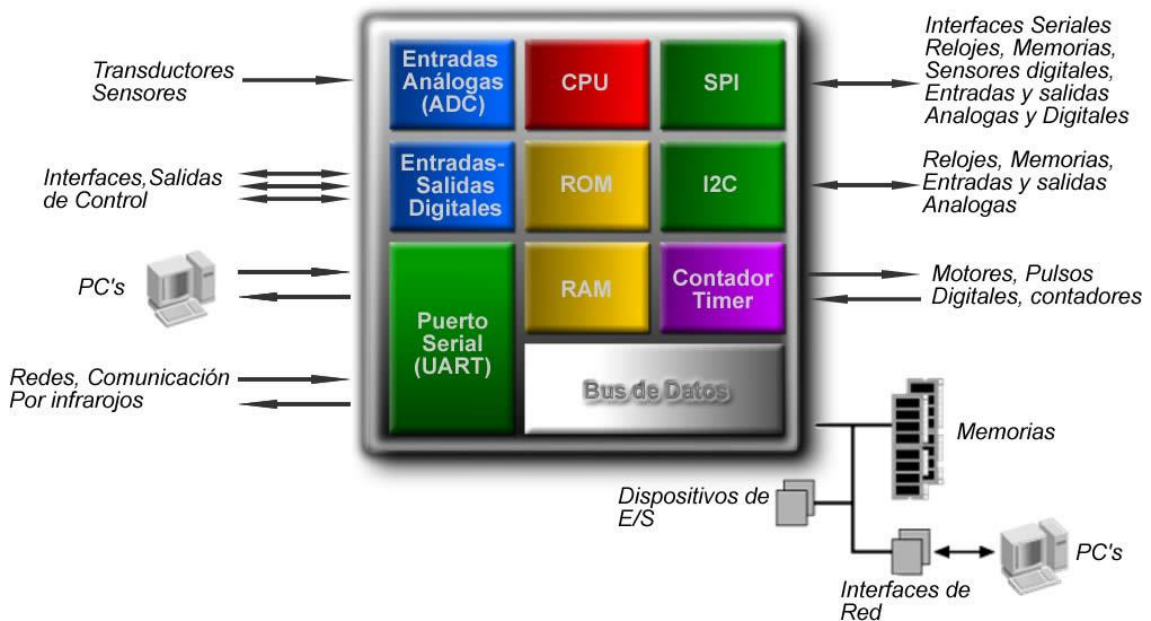 Transductores
Sensores
Interfaces,Salidas
de Control
PC's
Redes, Comunicación
Por infrarojos
Entradas
Análogas
(ADC)
CPU
SPI
Entradas-
Salidas
Digitales
ROM
I2C
Puerto
Serial
(UART)
RAM
Contador
Timer
Bus de Datos
Interfaces Seriales
Relojes, Memorias,
Sensores digitales,
Entradas y salidas
Analogas y Digitales
Relojes, Memorias,
Entradas y salidas
Analogas
Motores, Pulsos
Digitales, contadores
Memorias
Dispositivos de
E/S
PC's
Interfaces de
Red